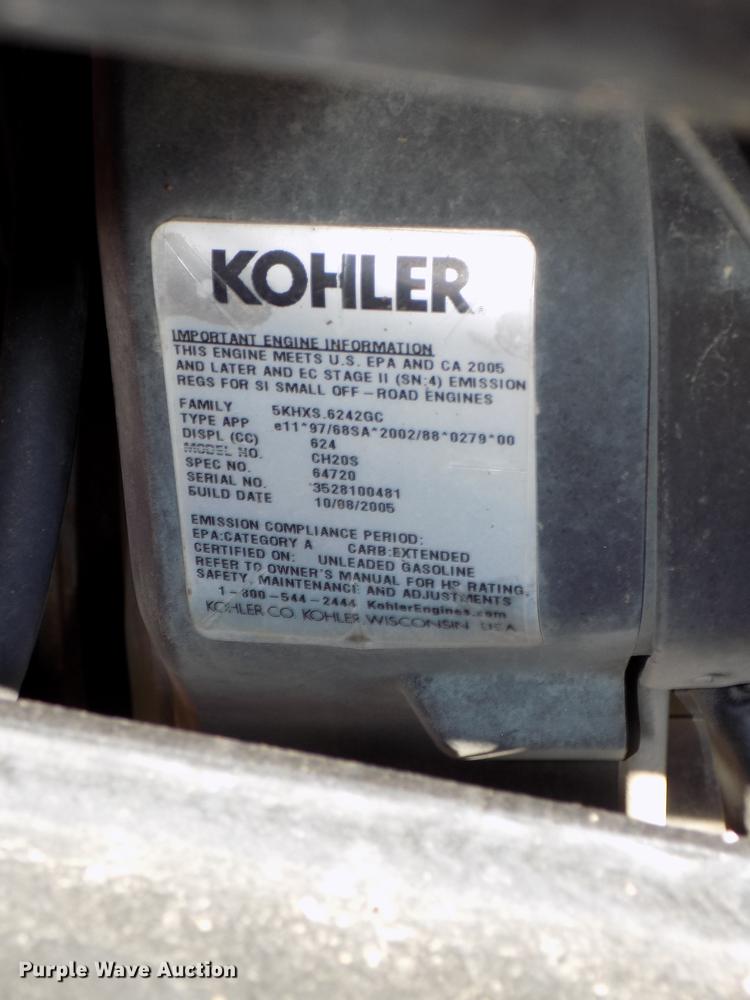 KOHLER
IMPORTANT ENGINE INFORMATION
THIS ENGINE MEETS U.S. EPA AND CA 2005
AND LATER AND EC STAGE II (SN:4) EMISSION
REGS FOR SI SMALL OFF-ROAD ENGINES
FAMILY 5KHXS.6242GC
TYPE APP e11*97/68SA*2002/88*0279*00
DISPL (CC) 624
MODEL NO. CH20S
SPEC NO. 64720
SERIAL NO. 3528100481
BUILD DATE 10/08/2005
EMISSION COMPLIANCE PERIOD:
EPA:CATEGORY A CARB:EXTENDED
CERTIFIED ON: UNLEADED GASOLINE
REFER TO OWNER'S MANUAL FOR HP RATING,
SAFETY, MAINTENANCE AND ADJUSTMENTS
1-800-544-2444 KohlerEngines.com
KOHLER CO. KOHLER, WISCONSIN USA
Purple Wave Auction